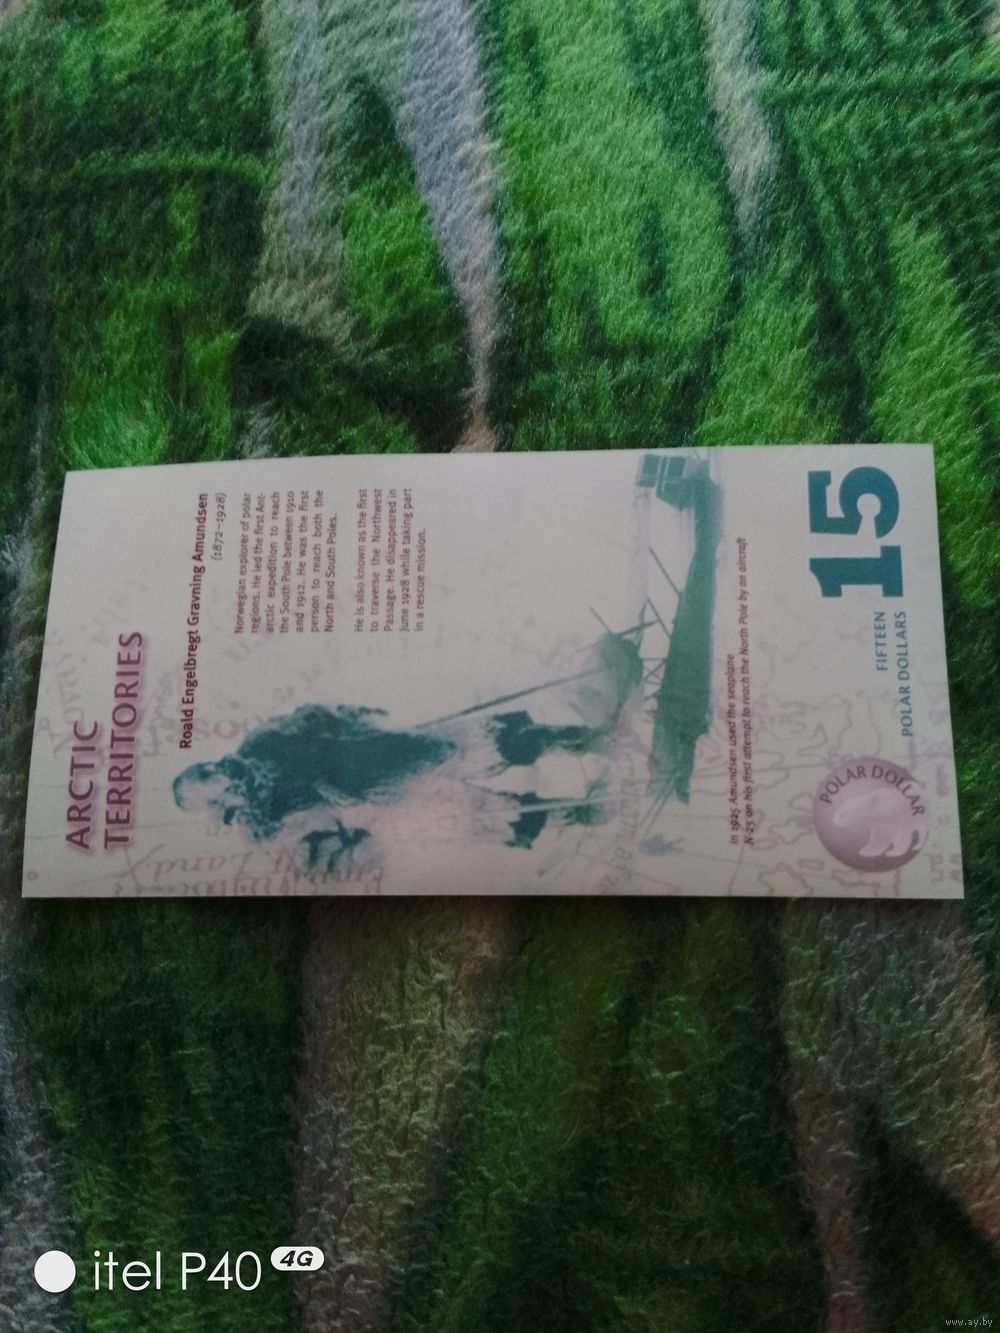 ARCTIC
TERRITORIES
Roald Engelbregt Gravning Amundsen
(1872–1928)
Norwegian explorer of polar
regions. He led the first Ant-
arctic expedition to reach
the South Pole between 1910
and 1912. He was the first
person to reach both the
North and South Poles.
He is also known as the first
to traverse the Northwest
Passage. He disappeared in
June 1928 while taking part
in a rescue mission.
In 1925 Amundsen used the seaplane
N-25 on his first attempt to reach the North Pole by an aircraft
15
FIFTEEN
POLAR DOLLARS
POLAR DOLLAR
itel P40 4G
www.ay.by